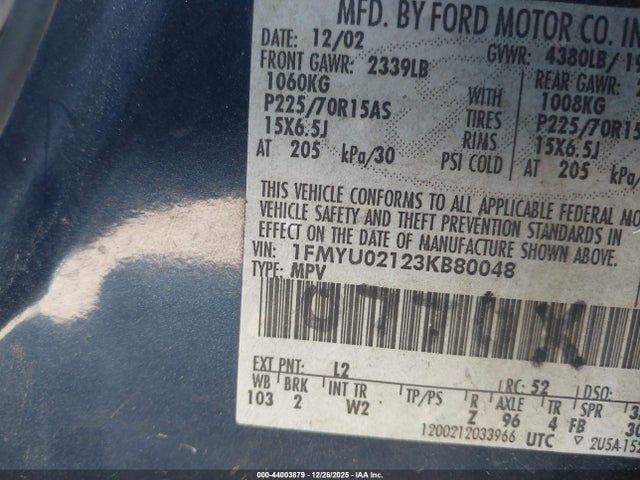 MFD. BY FORD MOTOR CO. IN
DATE: 12/02 GVWR: 4380LB/19
FRONT GAWR: 2339LB REAR GAWR:
1060KG WITH 1008KG
P225/70R15AS TIRES P225/70R15
15X6.5J RIMS 15X6.5J
AT 205 kPa/30 PSI COLD AT 205 kPa/
THIS VEHICLE CONFORMS TO ALL APPLICABLE FEDERAL MO
VEHICLE SAFETY AND THEFT PREVENTION STANDARDS IN
EFFECT ON THE DATE OF MANUFACTURE SHOWN ABOVE.
VIN: 1FMYU02123KB80048
TYPE: MPV
EXT PNT: L2 RC: 52 DSO:
WB BRK INT TR TP/PS R AXLE TR SPR
103 2 W2 Z 96 4 FB
1200212033966 UTC ▽ 2U5A-152
000-44003879 - 12/26/2025 - IAAI.COM